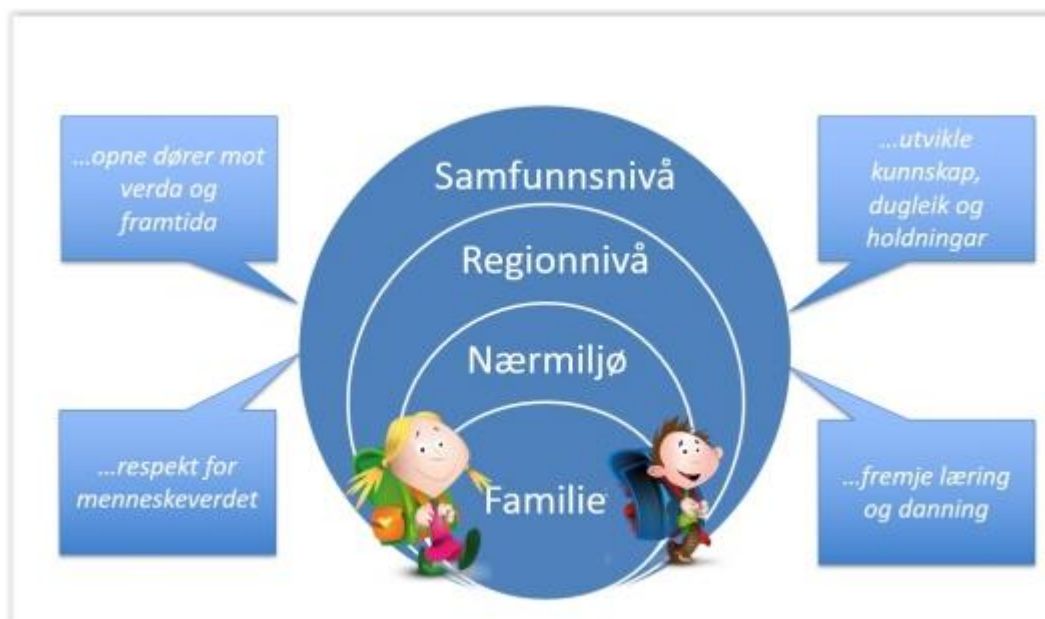 ...opne dører mot
verda og
framtida
Samfunnsnivå
Regionnivå
Nærmiljø
Familie
...utvikle
kunnskap,
dugleik og
holdningar
...respekt for
menneskeverdet
...fremje læring
og danning